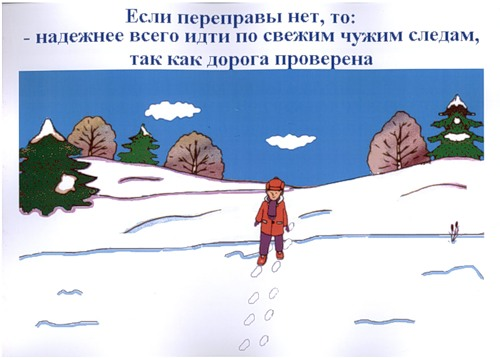 Если переправы нет, то:
- надежнее всего идти по свежим чужим следам,
так как дорога проверена